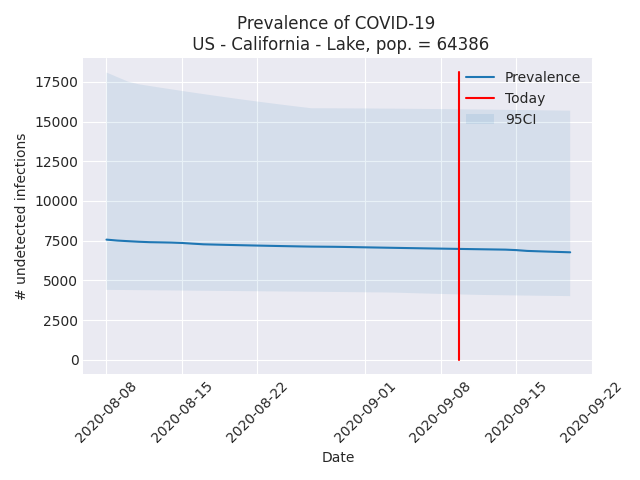 Prevalence of COVID-19
US - California - Lake, pop. = 64386
Prevalence
Today
95CI
# undetected infections
17500
15000
12500
10000
7500
5000
2500
0
2020-08-08
2020-08-15
2020-08-22
2020-09-01
2020-09-08
2020-09-15
2020-09-22
Date